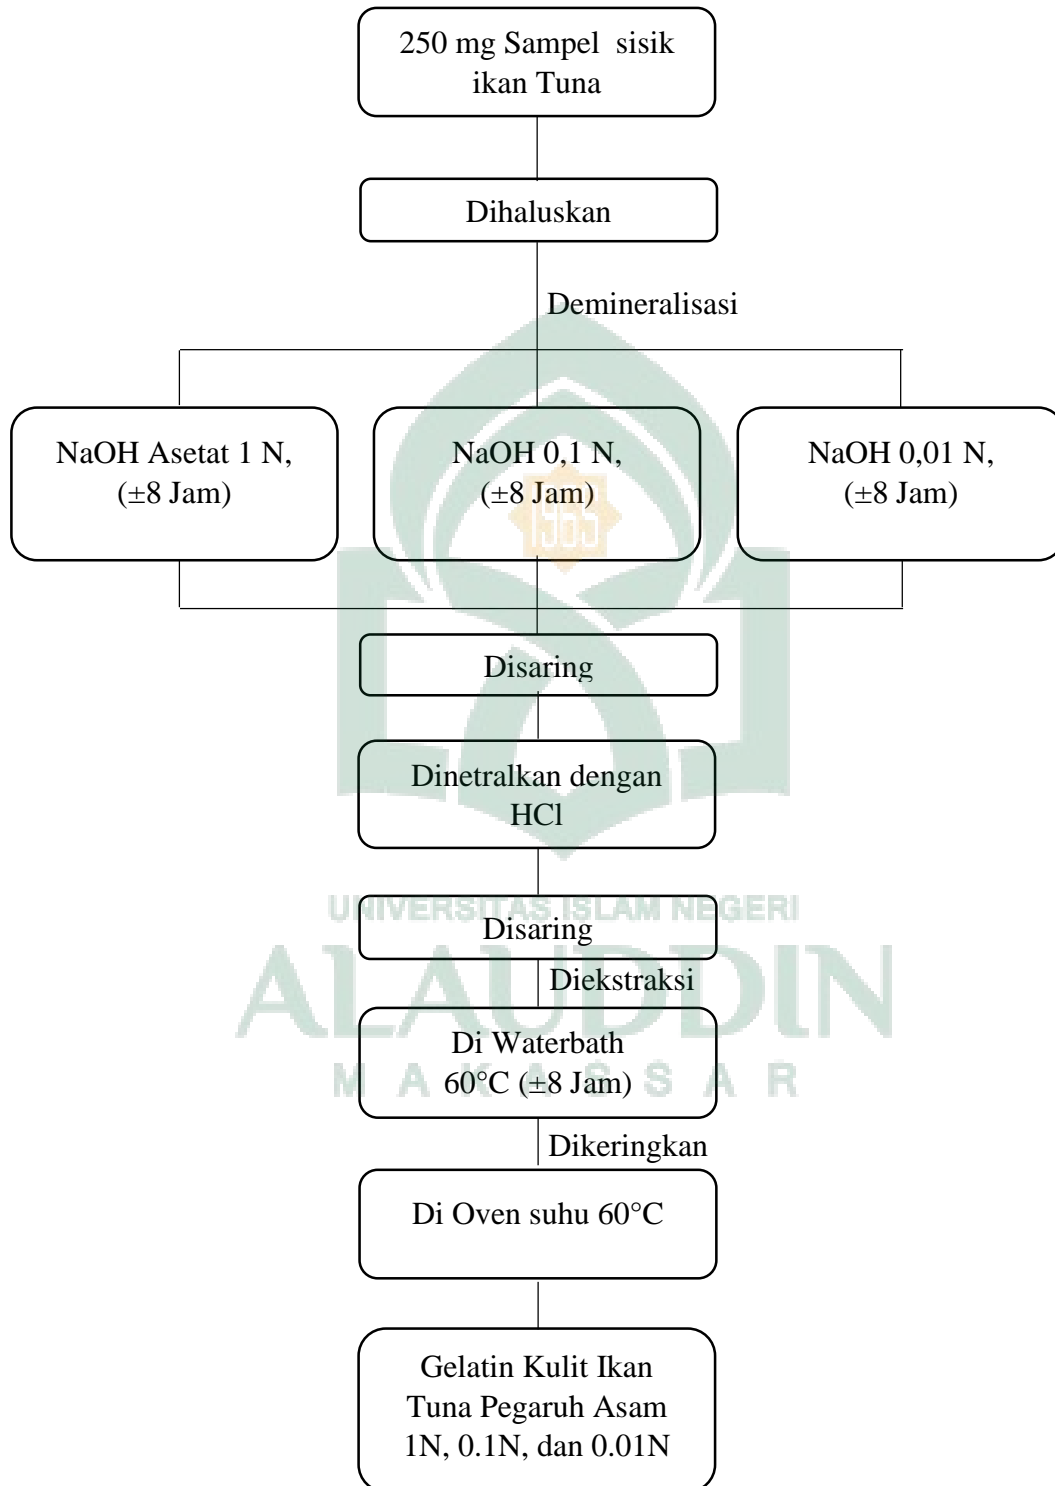 250 mg Sampel sisik
ikan Tuna
Dihaluskan
Demineralisasi
NaOH Asetat 1 N,
(±8 Jam)
NaOH 0,1 N,
(±8 Jam)
NaOH 0,01 N,
(±8 Jam)
1965
Disaring
Dinetralkan dengan
HCl
UNIVERSITAS ISLAM NEGERI
Disaring
Diekstraksi
ALAUDDIN
Di Waterbath
60°C (±8 Jam)
MAKASSAR
Dikeringkan
Di Oven suhu 60°C
Gelatin Kulit Ikan
Tuna Pegaruh Asam
1N, 0.1N, dan 0.01N